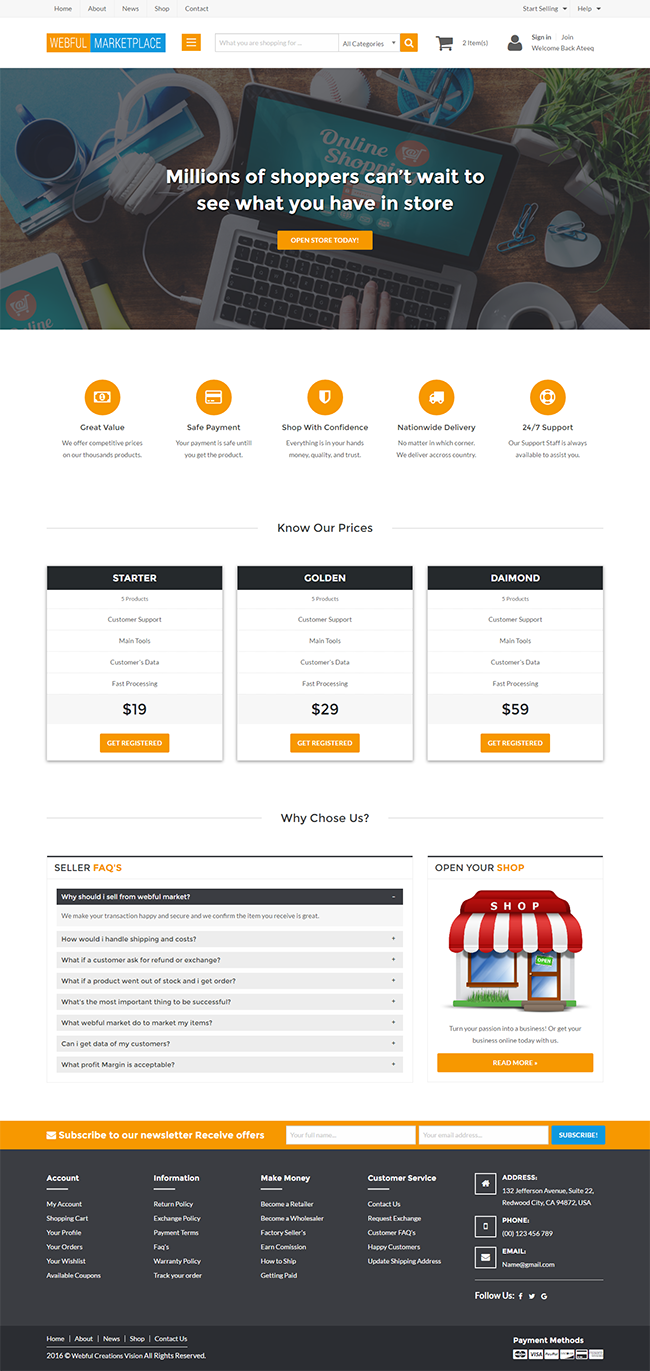 Home About News Shop Contact Start Selling Help
WEBFUL MARKETPLACE
What you are shopping for ... All Categories
2 Item(s)
Sign in Join
Welcome Back Ateeq
Online
Shopping
Millions of shoppers can't wait to
see what you have in store
OPEN STORE TODAY!
Online
Great Value
We offer competitive prices
on our thousands products.
Safe Payment
Your payment is safe untill
you get the product.
Shop With Confidence
Everything is in your hands
money, quality, and trust.
Nationwide Delivery
No matter in which corner.
We deliver accross country.
24/7 Support
Our Support Staff is always
available to assist you.
Know Our Prices
STARTER
5 Products
Customer Support
Main Tools
Customer's Data
Fast Processing
$19
GET REGISTERED
GOLDEN
5 Products
Customer Support
Main Tools
Customer's Data
Fast Processing
$29
GET REGISTERED
DAIMOND
5 Products
Customer Support
Main Tools
Customer's Data
Fast Processing
$59
GET REGISTERED
Why Chose Us?
SELLER FAQ'S
Why should i sell from webful market? -
We make your transaction happy and secure and we confirm the item you receive is great.
How would i handle shipping and costs? +
What if a customer ask for refund or exchange? +
What if a product went out of stock and i get order? +
What's the most important thing to be successful? +
What webful market do to market my items? +
Can i get data of my customers? +
What profit Margin is acceptable? +
OPEN YOUR SHOP
SHOP
OPEN
Turn your passion into a business! Or get your
business online today with us.
READ MORE »
Subscribe to our newsletter Receive offers
Your full name...
Your email address...
SUBSCRIBE!
Account
My Account
Shopping Cart
Your Profile
Your Orders
Your Wishlist
Available Coupons
Information
Return Policy
Exchange Policy
Payment Terms
Faq's
Warranty Policy
Track your order
Make Money
Become a Retailer
Become a Wholesaler
Factory Seller's
Earn Comission
How to Ship
Getting Paid
Customer Service
Contact Us
Request Exchange
Customer FAQ's
Happy Customers
Update Shipping Address
ADDRESS:
132 Jefferson Avenue, Suite 22,
Redwood City, CA 94872, USA
PHONE:
(00) 123 456 789
EMAIL:
Name@gmail.com
Follow Us:
Home | About | News | Shop | Contact Us
2016 © Webful Creations Vision All Rights Reserved.
Payment Methods
VISA PayPal